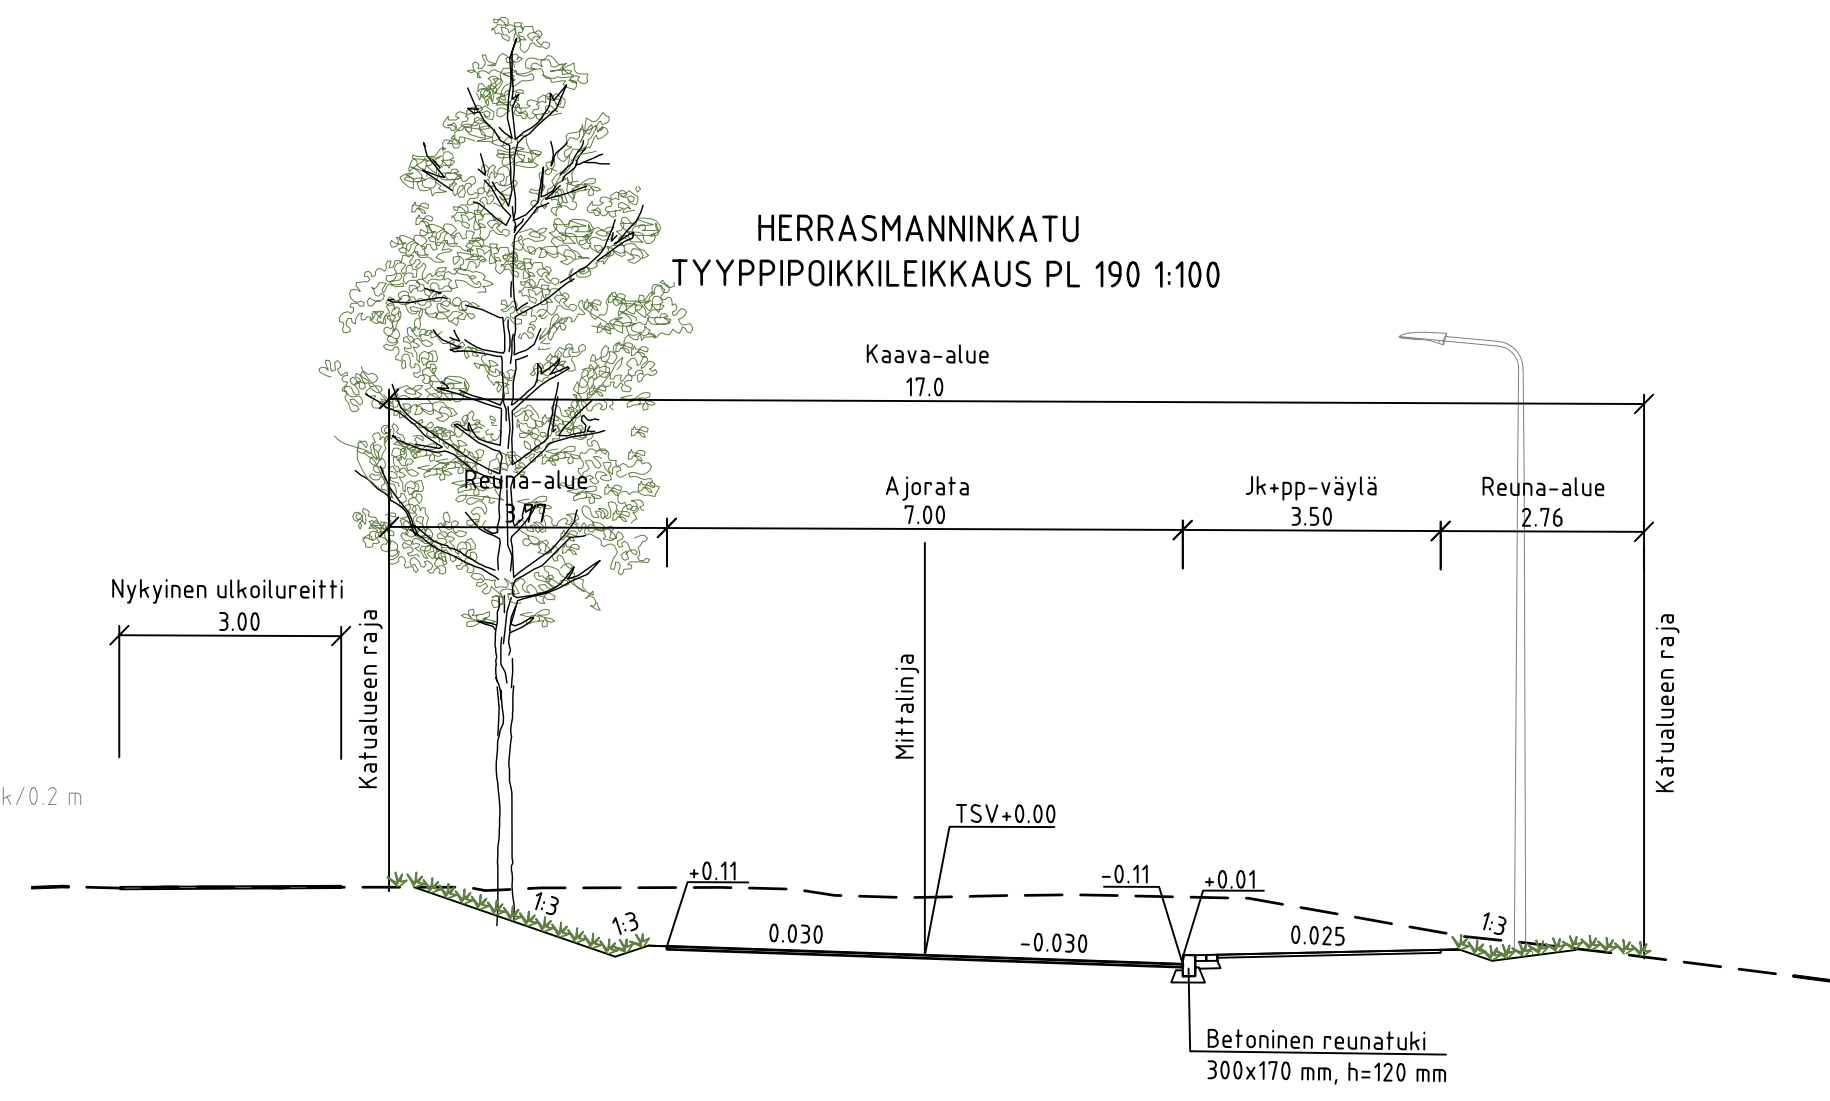 HERRASMANNINKATU
TYYPPIPOIKKILEIKKAUS PL 190 1:100
Kaava-alue
17.0
Reuna-alue
3.77
Ajorata
7.00
Jk+pp-väylä
3.50
Reuna-alue
2.76
Nykyinen ulkoilureitti
3.00
Katualueen raja
Mittalinja
Katualueen raja
k/0.2 m
TSV+0.00
+0.11
-0.11
+0.01
1:3
1:3
0.030
-0.030
0.025
1:3
Betoninen reunatuki
300x170 mm, h=120 mm